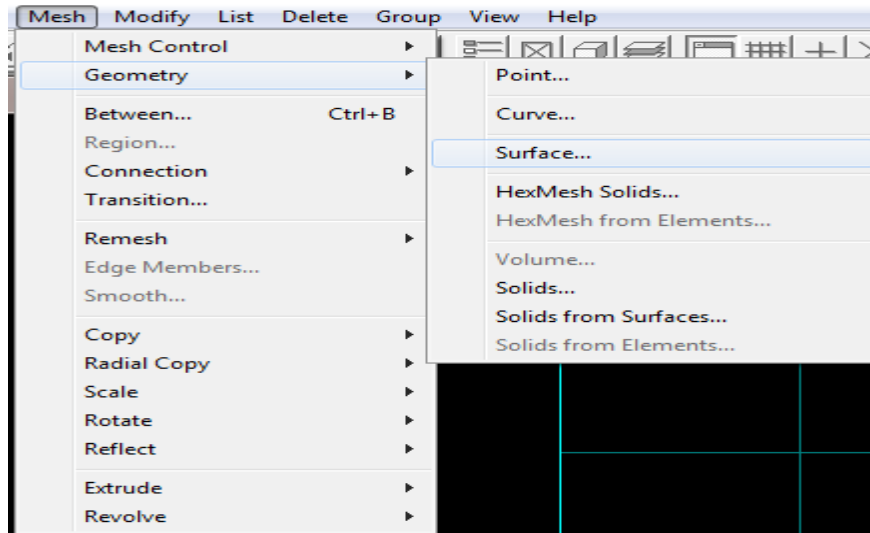 Mesh Modify List Delete Group View Help
Mesh Control
Geometry
Between... Ctrl+B
Region...
Connection
Transition...
Remesh
Edge Members...
Smooth...
Copy
Radial Copy
Scale
Rotate
Reflect
Extrude
Revolve
Point...
Curve...
Surface...
HexMesh Solids...
HexMesh from Elements...
Volume...
Solids...
Solids from Surfaces...
Solids from Elements...